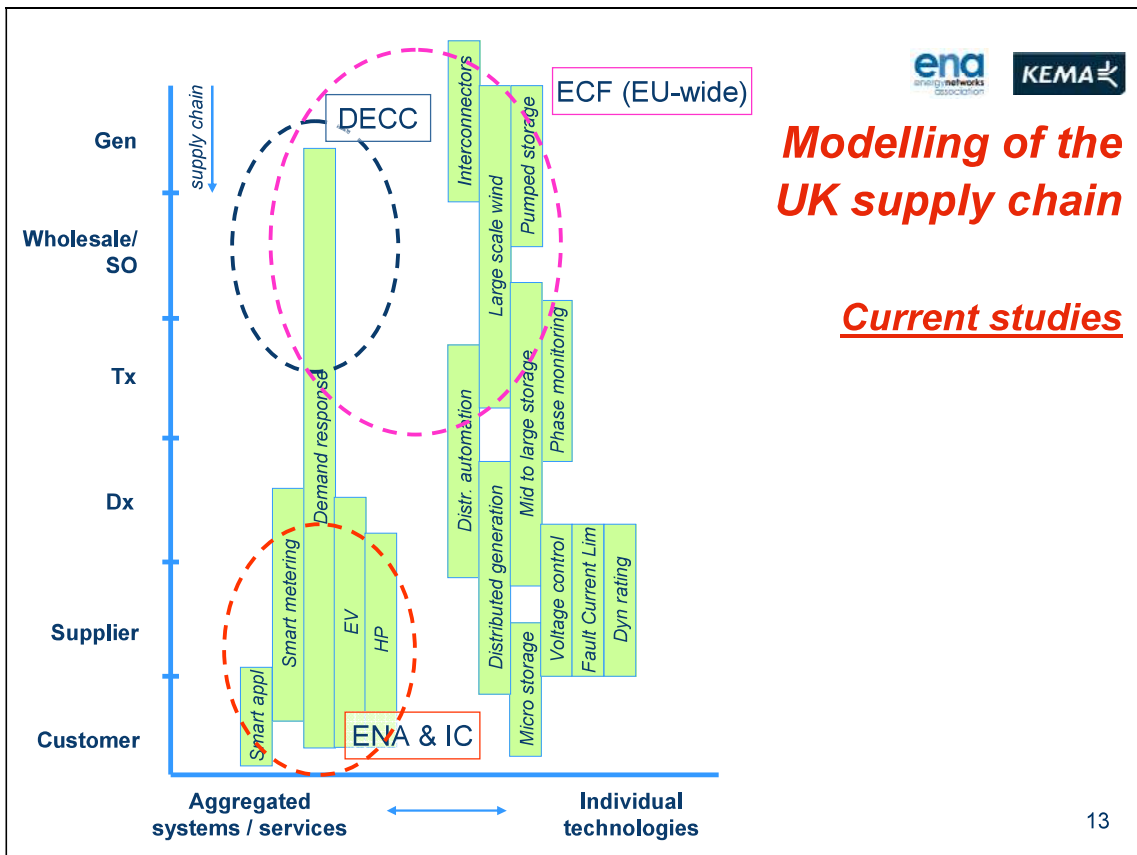 ena
energynetworks
association
KEMA
Modelling of the
UK supply chain
Current studies
DECC
ECF (EU-wide)
ENA & IC
supply chain
Gen
Wholesale/
SO
Tx
Dx
Supplier
Customer
Smart appl
Smart metering
Demand response
EV
HP
Interconnectors
Large scale wind
Pumped storage
Distr. automation
Distributed generation
Mid to large storage
Phase monitoring
Micro storage
Voltage control
Fault Current Lim
Dyn rating
Aggregated
systems / services
Individual
technologies
13